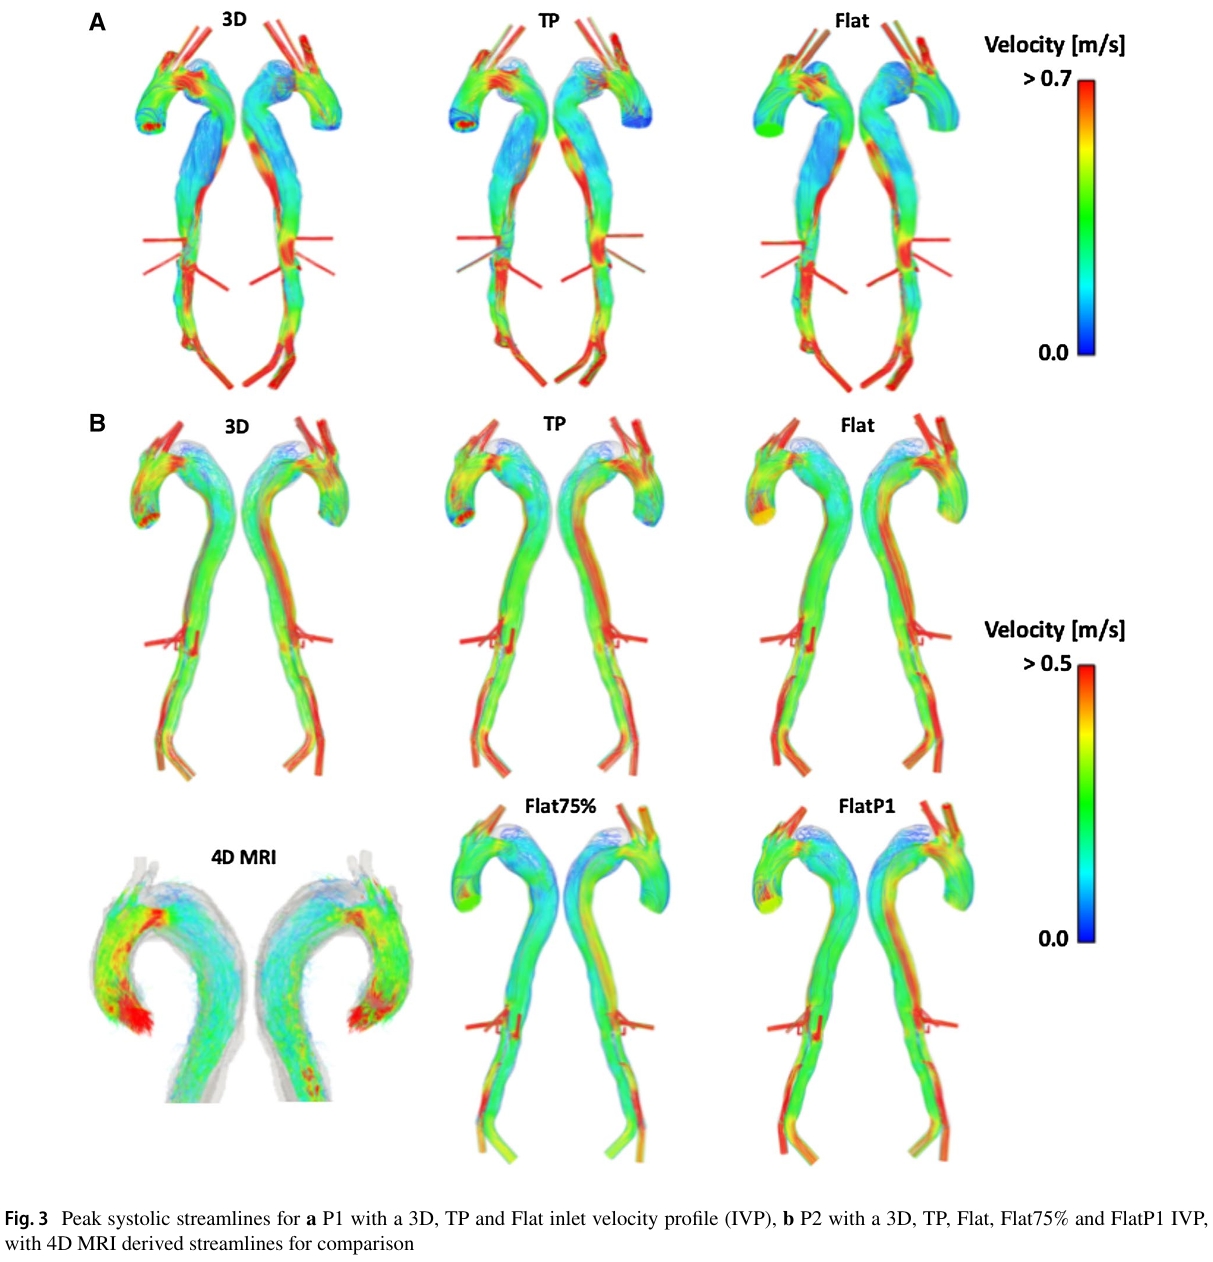 A
3D
TP
Flat
Velocity [m/s]
> 0.7
0.0
B
3D
TP
Flat
Velocity [m/s]
> 0.5
0.0
Flat75%
FlatP1
4D MRI
Fig. 3 Peak systolic streamlines for a P1 with a 3D, TP and Flat inlet velocity profile (IVP), b P2 with a 3D, TP, Flat, Flat75% and FlatP1 IVP,
with 4D MRI derived streamlines for comparison